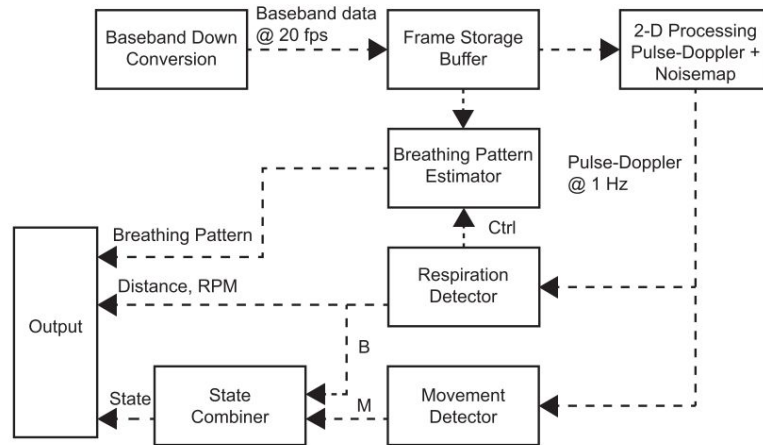 Baseband Down
Conversion
Baseband data
@ 20 fps
Frame Storage
Buffer
2-D Processing
Pulse-Doppler +
Noisemap
Breathing Pattern
Estimator
Pulse-Doppler
@ 1 Hz
Ctrl
Breathing Pattern
Distance, RPM
Respiration
Detector
Output
B
State
State
Combiner
M
Movement
Detector